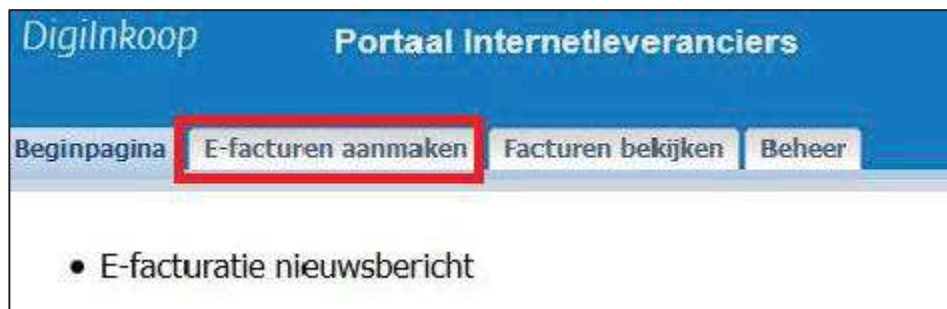 DigiInkoop Portaal Internetleveranciers
Beginpagina E-facturen aanmaken Facturen bekijken Beheer
• E-facturatie nieuwsbericht